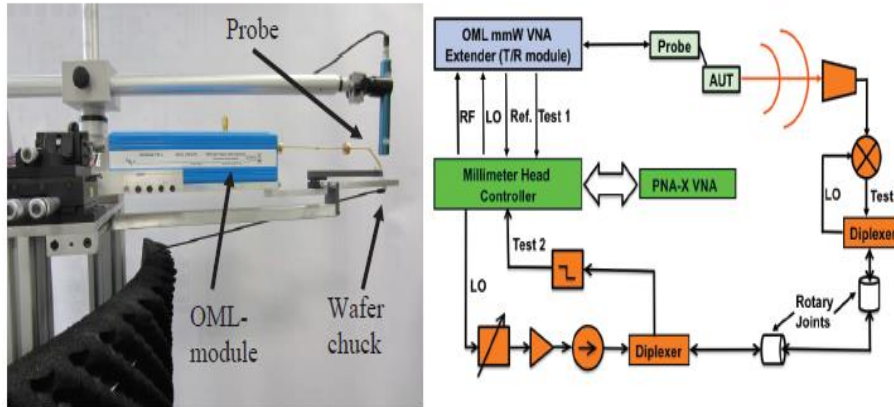 Probe
OML-
module
Wafer
chuck
OML mmW VNA
Extender (T/R module)
Probe
AUT
RF
LO
Ref.
Test 1
Millimeter Head
Controller
PNA-X VNA
LO
Test
Diplexer
Test 2
LO
Rotary
Joints
Diplexer